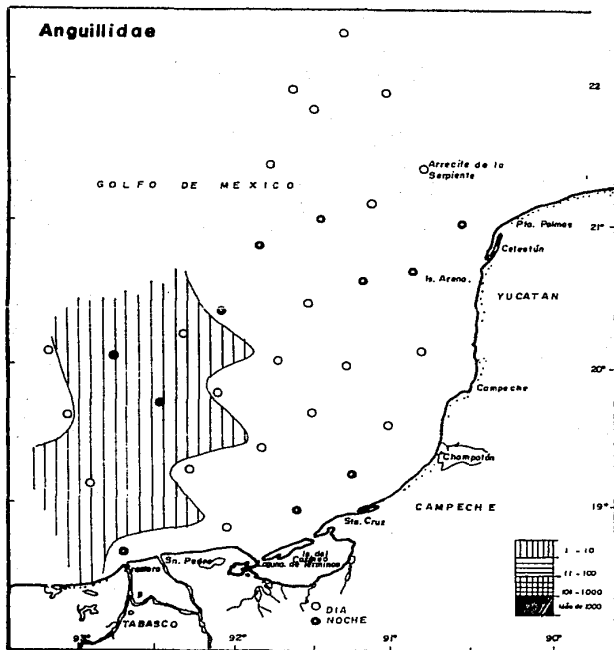 Anguillidae
22
Arrecife de la
Serpiente
GOLFO DE MEXICO
Pta. Palmas
21°
Celestún
Is. Arena.
YUCATAN
20°
Campeche
Champotón
19°
CAMPECHE
Sta. Cruz
Sn. Pedro
Is. del
Carmen
Laguna de Términos
Frontera
1 - 10
11 - 100
101 - 1000
Más de 1000
DIA
NOCHE
TABASCO
93°
92°
91°
90°